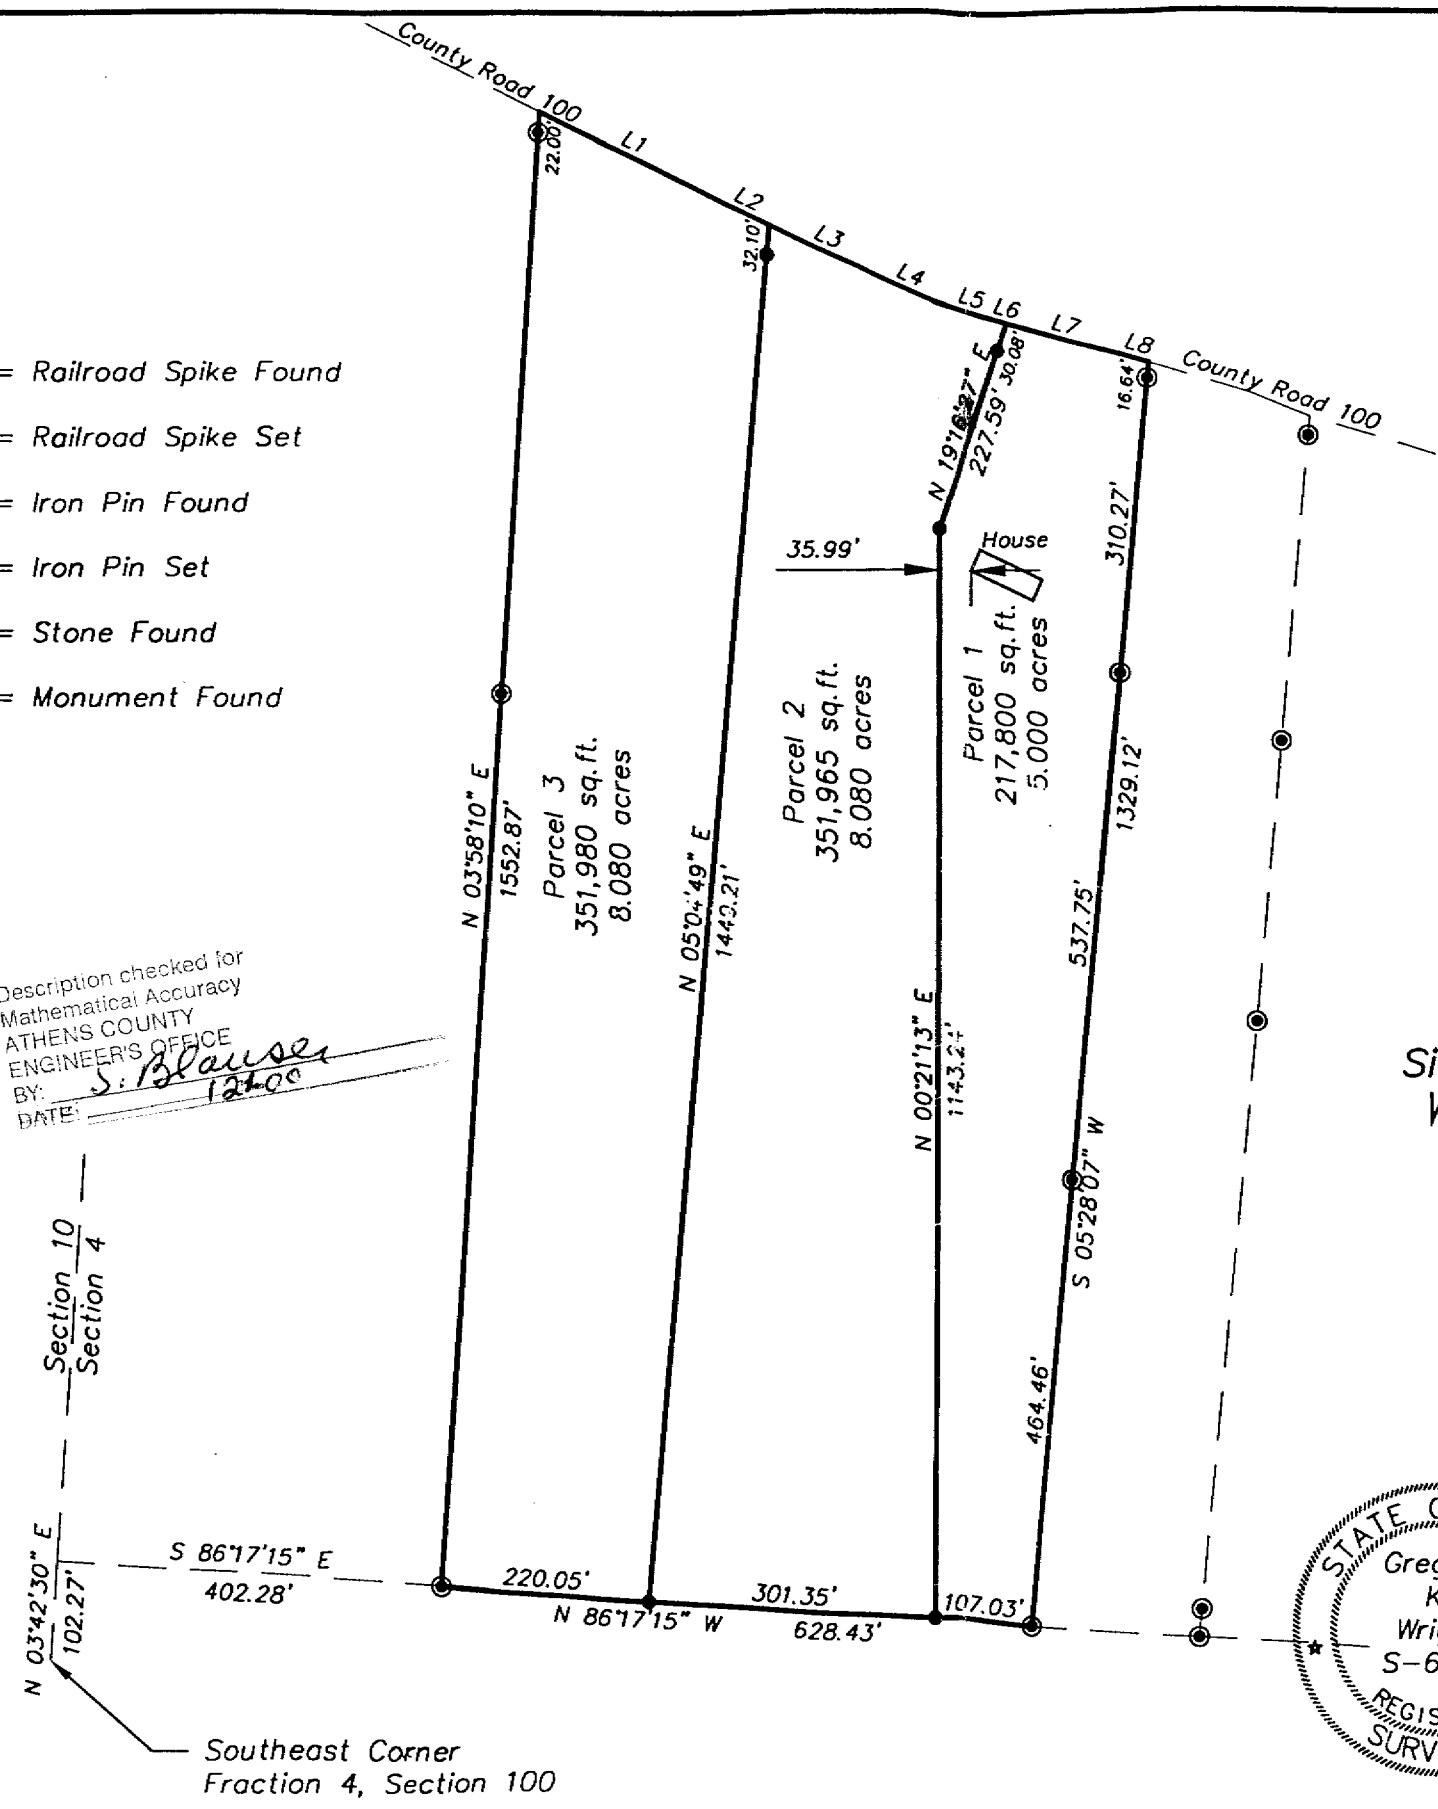 County Road 100
L1
L2
L3
L4
L5 L6
L7
L8
County Road 100
22.00'
32.10'
N 19°16'27" E
227.59' 30.08'
16.64'
310.27'
= Railroad Spike Found
= Railroad Spike Set
= Iron Pin Found
= Iron Pin Set
= Stone Found
= Monument Found
35.99'
House
Parcel 1
217,800 sq.ft.
5.000 acres
Parcel 2
351,965 sq.ft.
8.080 acres
Parcel 3
351,980 sq.ft.
8.080 acres
N 03°58'10" E
1552.87'
N 05°04'49" E
N 00°21'13" E
1329.12'
537.75'
S 05°28'07" W
464.46'
Description checked for
Mathematical Accuracy
ATHENS COUNTY
ENGINEER'S OFFICE
BY: S. Blauser
DATE:
Section 10
Section 4
N 03°42'30" E
102.27'
S 86°17'15" E
402.28'
220.05'
301.35'
107.03'
N 86°17'15" W
628.43'
Southeast Corner
Fraction 4, Section 100
Si
STATE O
Greg
K
Wri
S-6
REGIS
SURV